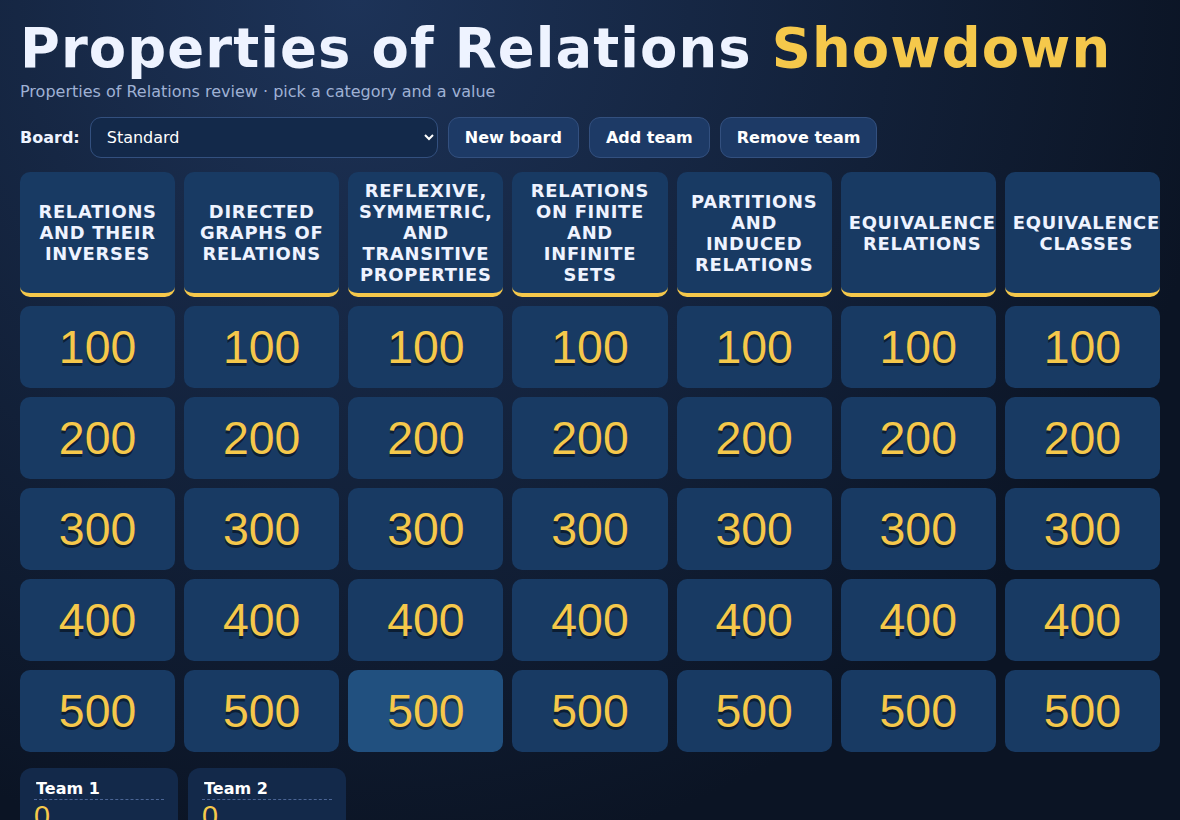 Properties of Relations Showdown
Properties of Relations review · pick a category and a value
Board: Standard New board Add team Remove team
RELATIONS
AND THEIR
INVERSES
DIRECTED
GRAPHS OF
RELATIONS
REFLEXIVE,
SYMMETRIC,
AND
TRANSITIVE
PROPERTIES
RELATIONS
ON FINITE
AND
INFINITE
SETS
PARTITIONS
AND
INDUCED
RELATIONS
EQUIVALENCE
RELATIONS
EQUIVALENCE
CLASSES
100 100 100 100 100 100 100
200 200 200 200 200 200 200
300 300 300 300 300 300 300
400 400 400 400 400 400 400
500 500 500 500 500 500 500
Team 1 Team 2
0 0